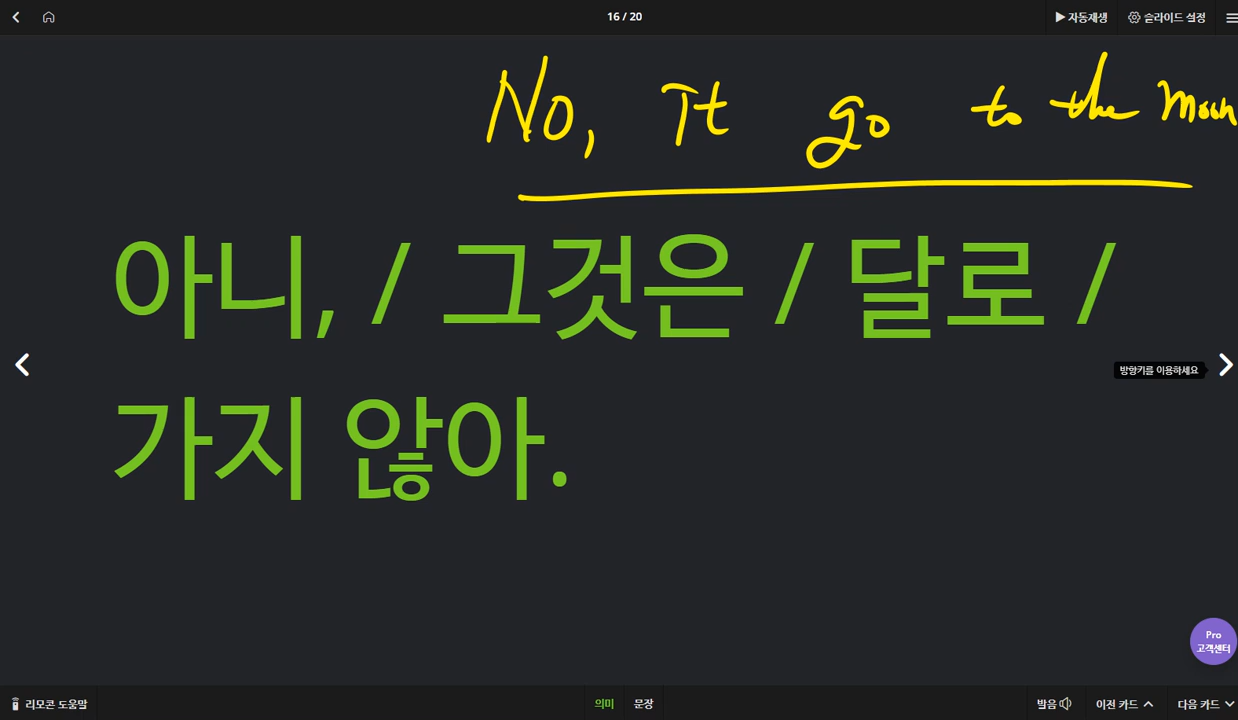 16 / 20
▶ 자동재생
슬라이드 설정
No, It go to the moon
아니, / 그것은 / 달로 /
가지 않아.
방향키를 이용하세요
Pro
고객센터
리모콘 도움말
의미
문장
발음
이전 카드
다음 카드